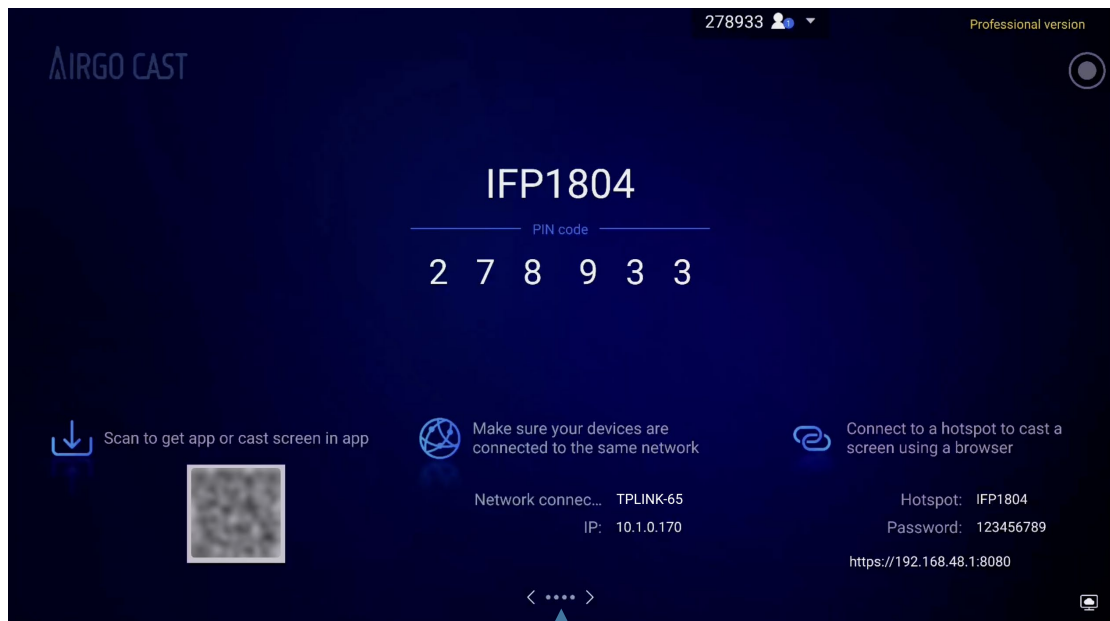 278933
1
Professional version
AIRGO CAST
IFP1804
PIN code
2 7 8 9 3 3
Scan to get app or cast screen in app
Make sure your devices are
connected to the same network
Network connec... TPLINK-65
IP: 10.1.0.170
Connect to a hotspot to cast a
screen using a browser
Hotspot: IFP1804
Password: 123456789
https://192.168.48.1:8080